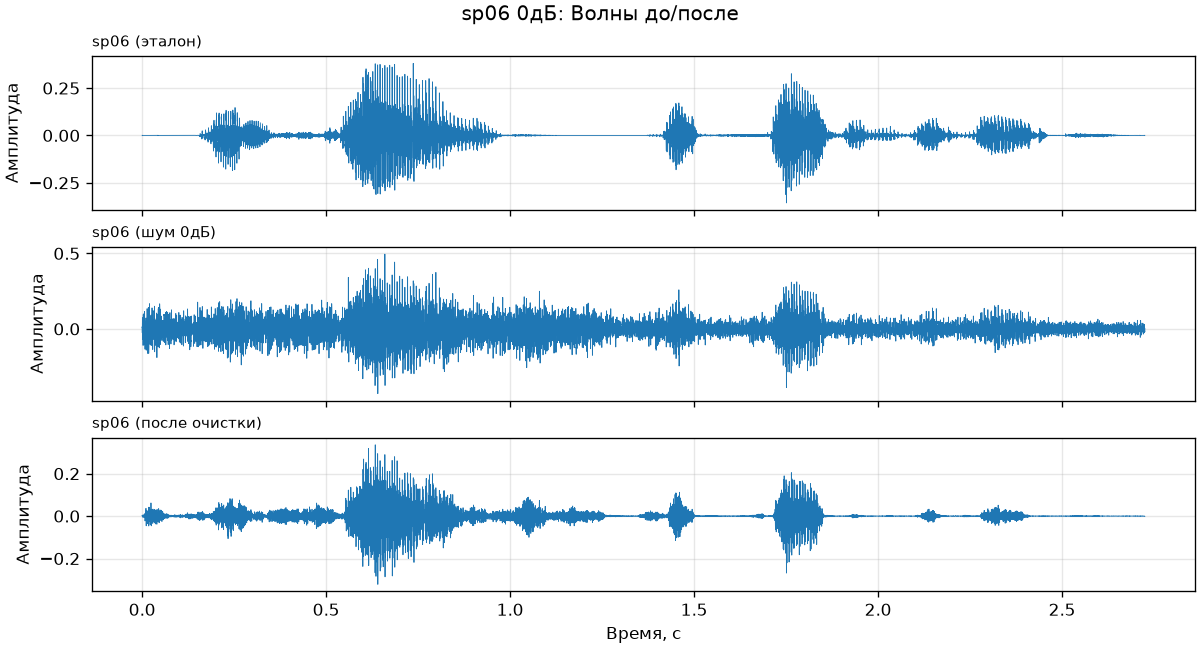 sp06 0дБ: Волны до/после
sp06 (эталон)
Амплитуда
0.25
0.00
−0.25
sp06 (шум 0дБ)
Амплитуда
0.5
0.0
sp06 (после очистки)
Амплитуда
0.2
0.0
−0.2
0.0 0.5 1.0 1.5 2.0 2.5
Время, с